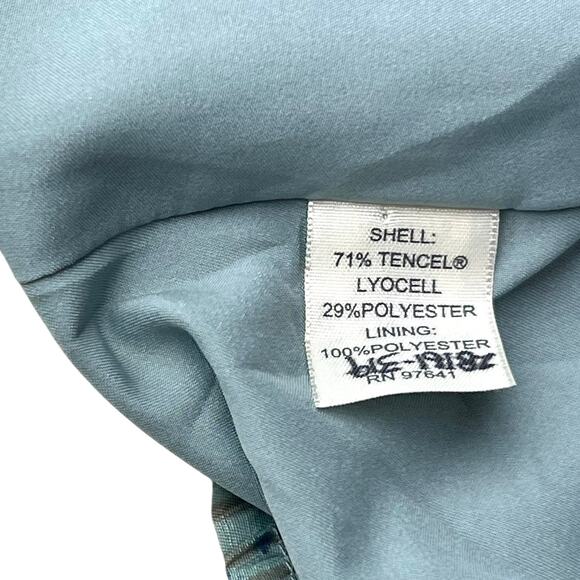 SHELL:
71% TENCEL®
LYOCELL
29%POLYESTER
LINING:
100%POLYESTER
RN 97641